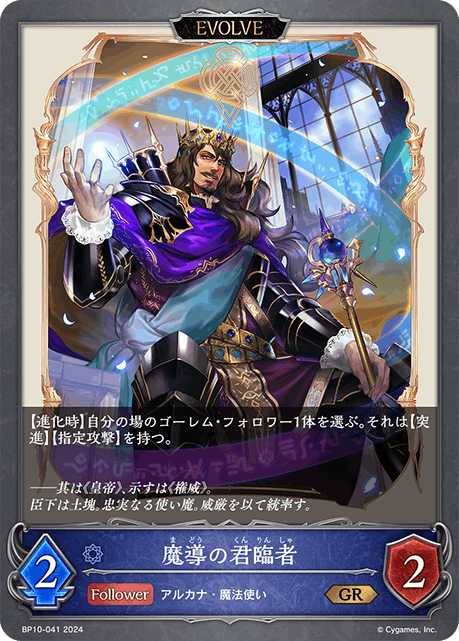 EVOLVE
【進化時】自分の場のゴーレム・フォロワー1体を選ぶ。それは【突
進】【指定攻撃】を持つ。
――其は《皇帝》、示すは《権威》。
臣下は土塊。忠実なる使い魔。威厳を以て統率す。
まどう くんりんしゃ
2 魔導の君臨者 2
Follower アルカナ・魔法使い GR
BP10-041 2024 © Cygames, Inc.